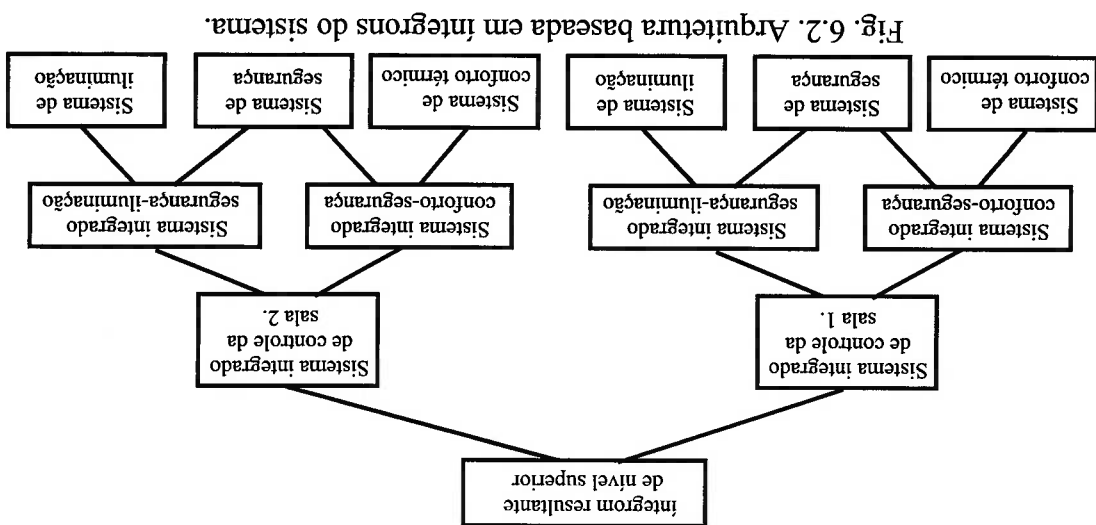 íntegrom resultante
de nível superior
Sistema integrado
de controle da
sala 1.
Sistema integrado
de controle da
sala 2.
Sistema integrado
conforto-segurança
Sistema integrado
segurança-iluminação
Sistema integrado
conforto-segurança
Sistema integrado
segurança-iluminação
Sistema de
conforto térmico
Sistema de
segurança
Sistema de
iluminação
Sistema de
conforto térmico
Sistema de
segurança
Sistema de
iluminação
Fig. 6.2. Arquitetura baseada em íntegrons do sistema.